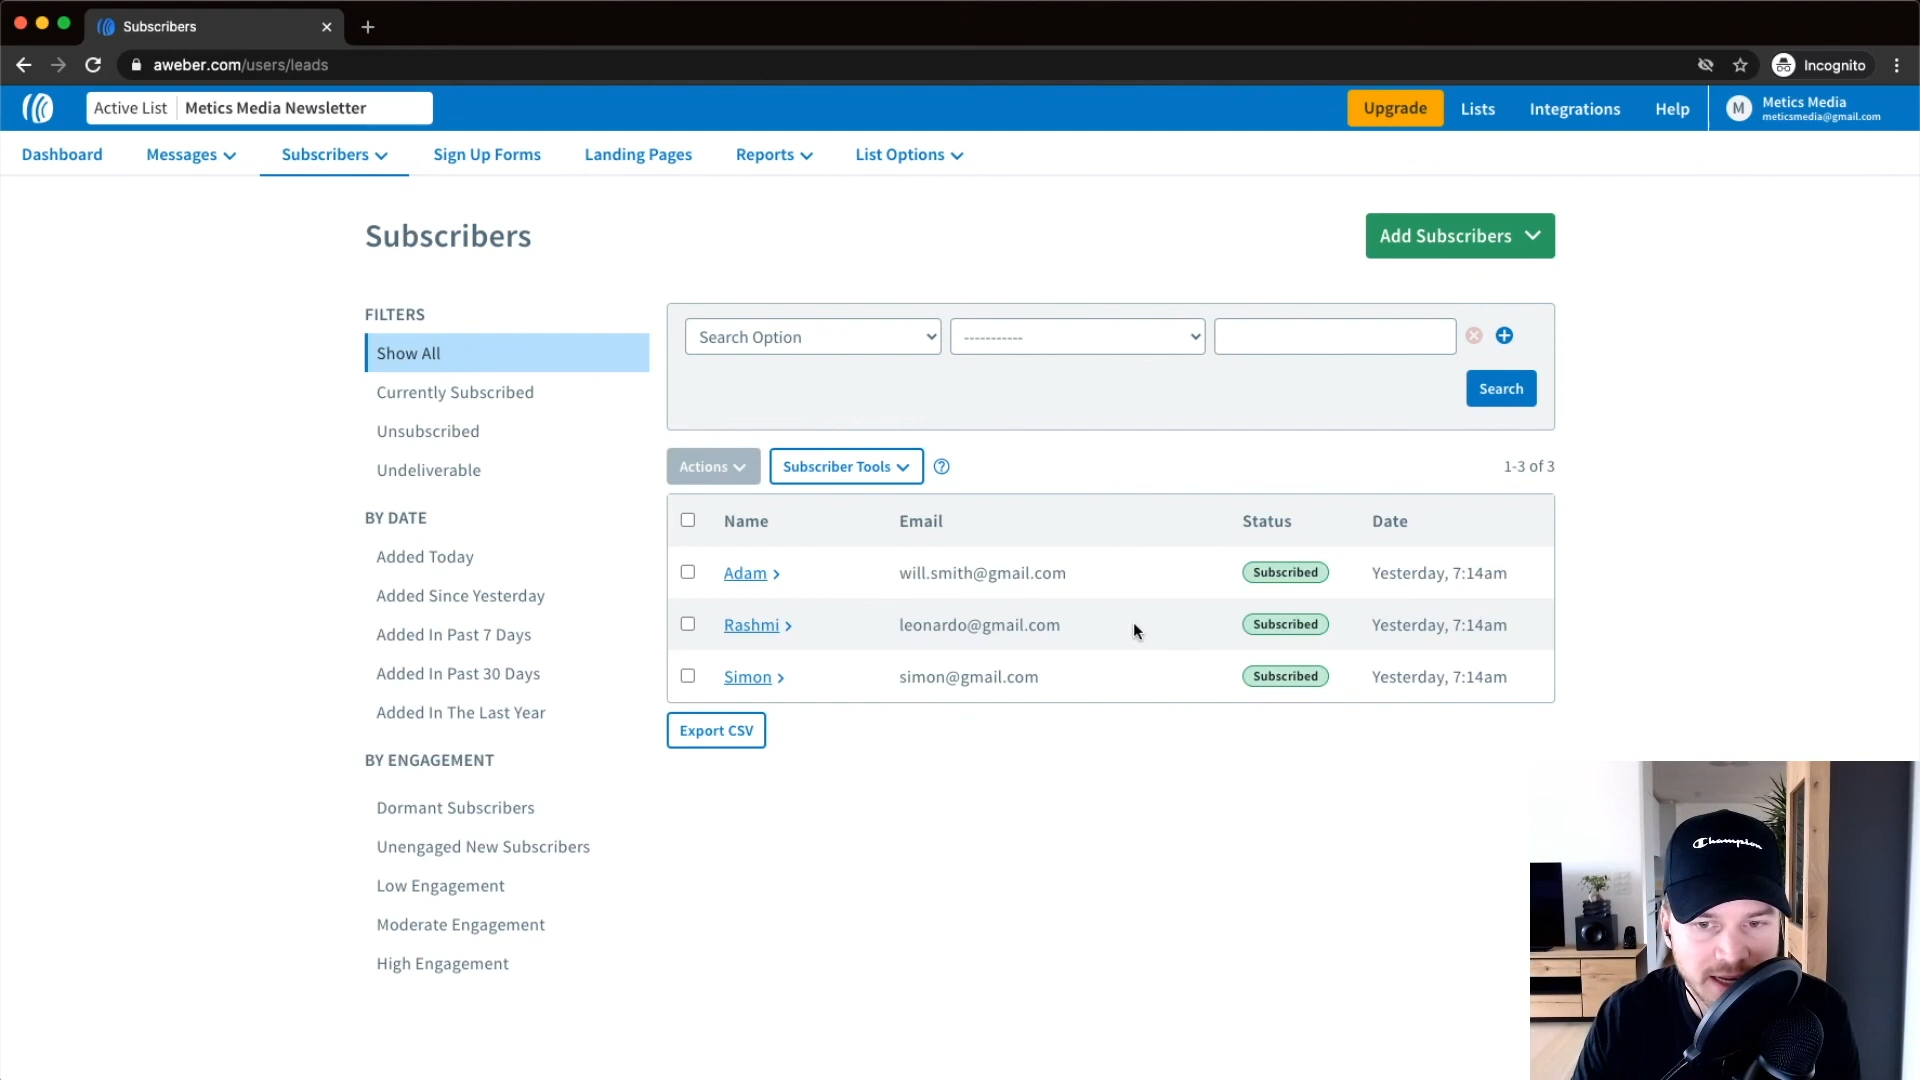 Subscribers
aweber.com/users/leads
Incognito
Active List
Metics Media Newsletter
Upgrade
Lists
Integrations
Help
M
Metics Media
meticsmedia@gmail.com
Dashboard
Messages
Subscribers
Sign Up Forms
Landing Pages
Reports
List Options
Subscribers
Add Subscribers
FILTERS
Show All
Currently Subscribed
Unsubscribed
Undeliverable
BY DATE
Added Today
Added Since Yesterday
Added In Past 7 Days
Added In Past 30 Days
Added In The Last Year
BY ENGAGEMENT
Dormant Subscribers
Unengaged New Subscribers
Low Engagement
Moderate Engagement
High Engagement
Search Option
-----------
Search
Actions
Subscriber Tools
?
1-3 of 3
Name Email Status Date
Adam will.smith@gmail.com Subscribed Yesterday, 7:14am
Rashmi leonardo@gmail.com Subscribed Yesterday, 7:14am
Simon simon@gmail.com Subscribed Yesterday, 7:14am
Export CSV
Champion